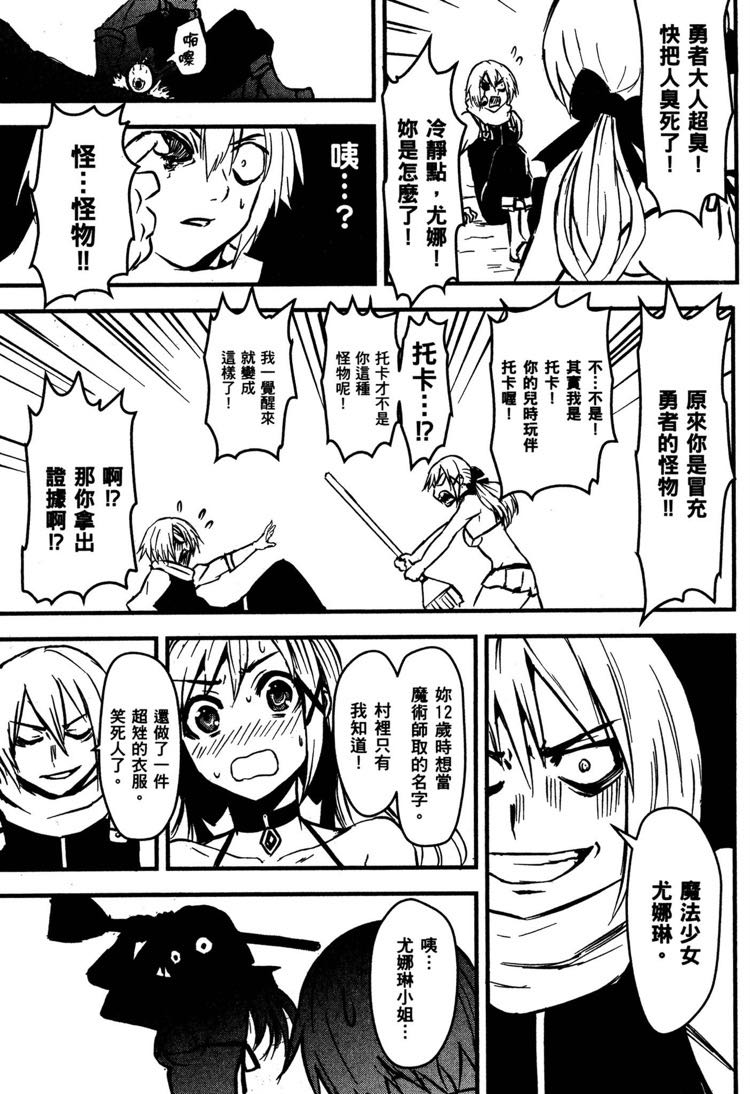 勇者大人超臭！
快把人臭死了！
冷靜點，尤娜！
妳是怎麼了！
啪
嚓
咦…？
怪…怪物!!
原來你是冒充
勇者的怪物!!
不…不是！
其實我是
托卡！
你的兒時玩伴
托卡喔！
托卡…!?
托卡才不是
你這種
怪物呢！
我一覺醒來
就變成
這樣了！
啊!?
那你拿出
證據啊!?
魔法少女
尤娜琳。
妳12歲時想當
魔術師取的名字。
村裡只有
我知道！
還做了一件
超矬的衣服。
笑死人了。
咦…
尤娜琳小姐…